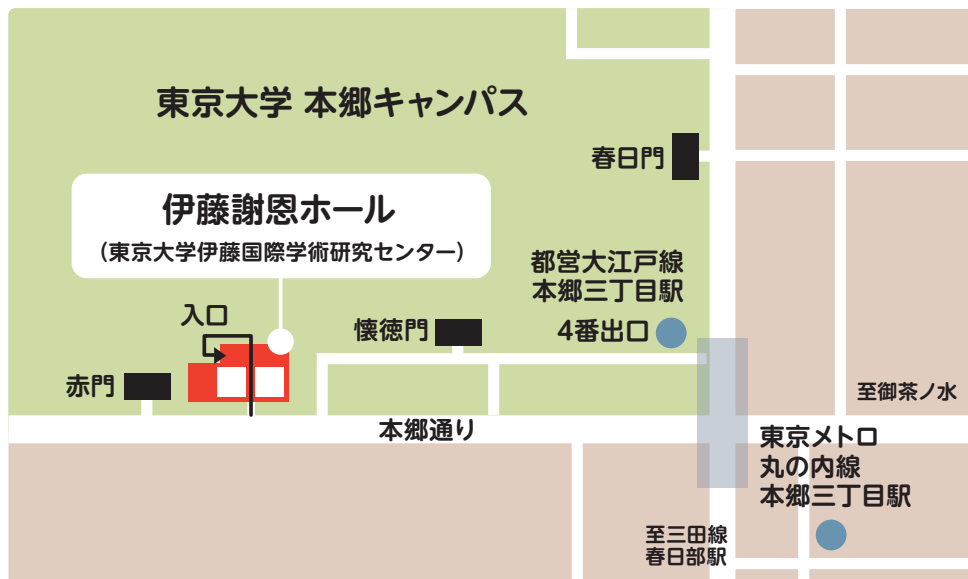 東京大学 本郷キャンパス
春日門
伊藤謝恩ホール
（東京大学伊藤国際学術研究センター）
都営大江戸線
本郷三丁目駅
4番出口
入口
懐徳門
赤門
至御茶ノ水
本郷通り
東京メトロ
丸の内線
本郷三丁目駅
至三田線
春日部駅